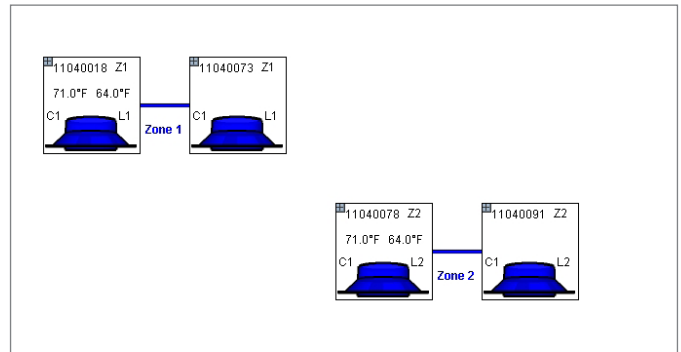 11040018 Z1
71.0°F 64.0°F
C1 L1
Zone 1
11040073 Z1
C1 L1
11040078 Z2
71.0°F 64.0°F
C1 L2
Zone 2
11040091 Z2
C1 L2